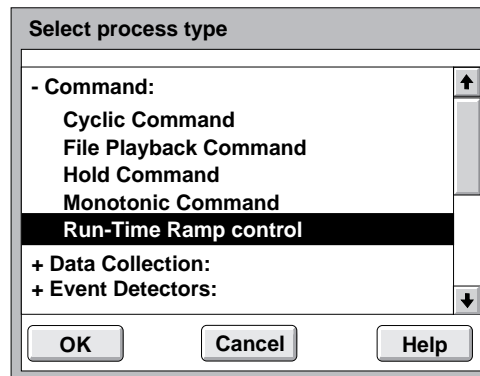 Select process type
- Command:
Cyclic Command
File Playback Command
Hold Command
Monotonic Command
Run-Time Ramp control
+ Data Collection:
+ Event Detectors:
OK Cancel Help